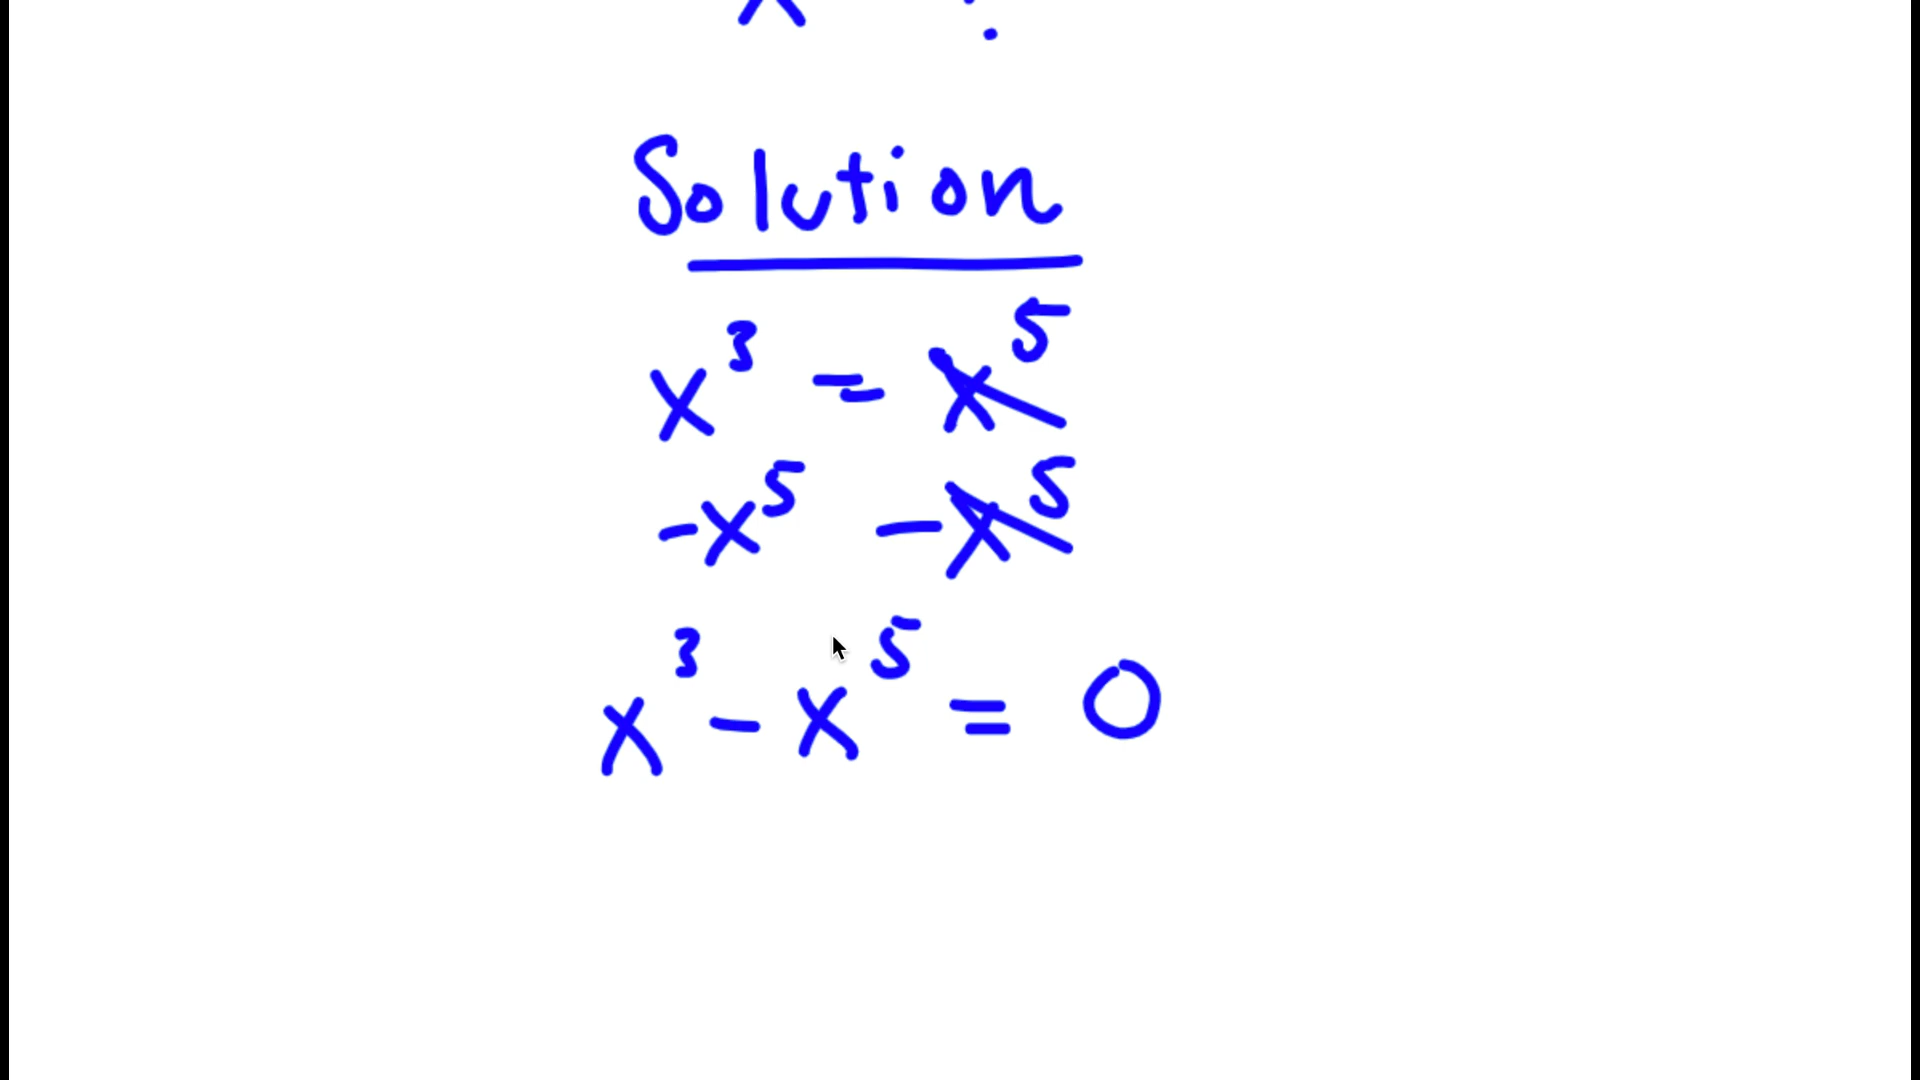 Solution
x³ = x⁵
-x⁵ -x⁵
x³ - x⁵ = 0